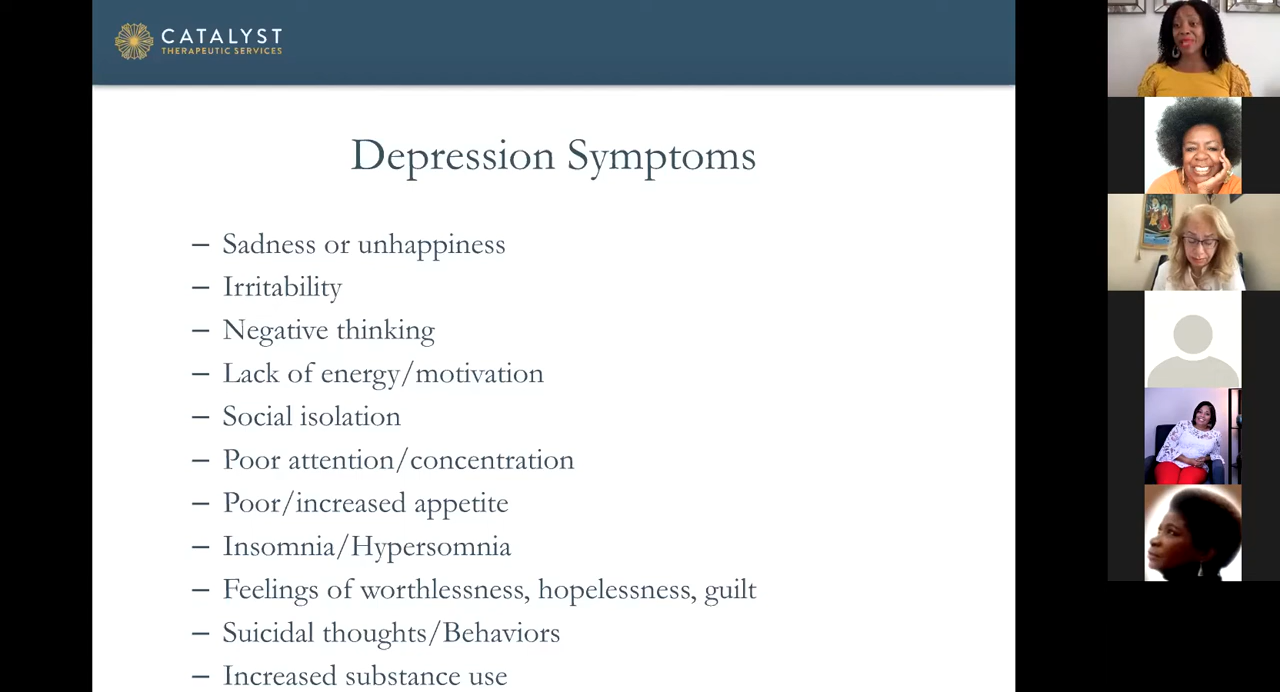 CATALYST
THERAPEUTIC SERVICES
Depression Symptoms
– Sadness or unhappiness
– Irritability
– Negative thinking
– Lack of energy/motivation
– Social isolation
– Poor attention/concentration
– Poor/increased appetite
– Insomnia/Hypersomnia
– Feelings of worthlessness, hopelessness, guilt
– Suicidal thoughts/Behaviors
– Increased substance use